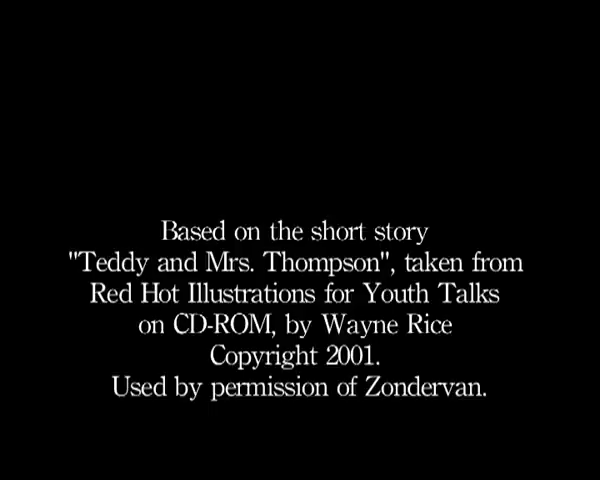 Based on the short story
"Teddy and Mrs. Thompson", taken from
Red Hot Illustrations for Youth Talks
on CD-ROM, by Wayne Rice
Copyright 2001.
Used by permission of Zondervan.